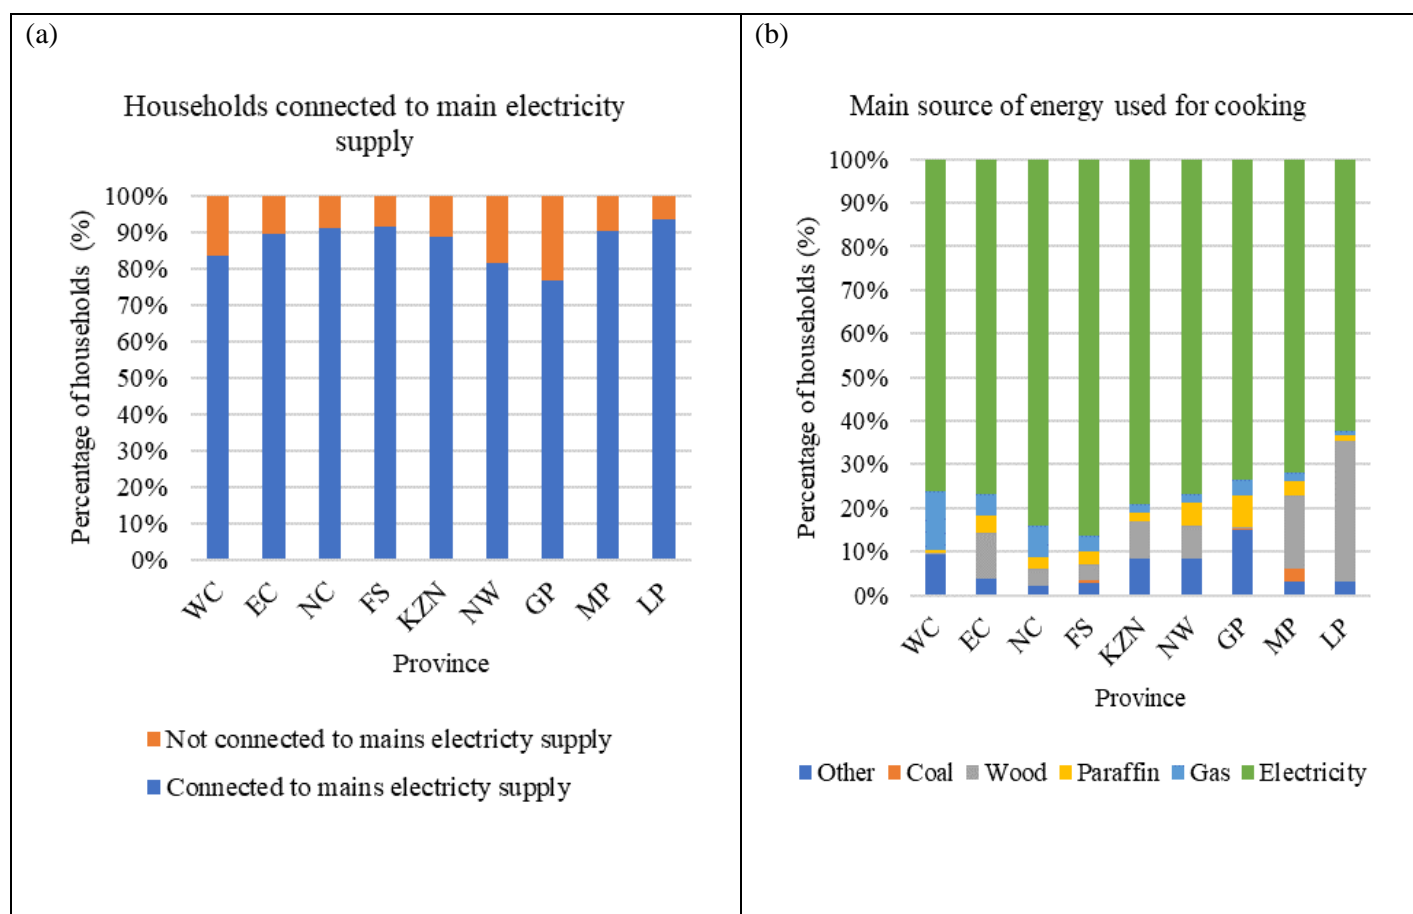 (a)
Households connected to main electricity
supply
Percentage of households (%)
100%
90%
80%
70%
60%
50%
40%
30%
20%
10%
0%
WC
EC
NC
FS
KZN
NW
GP
MP
LP
Province
Not connected to mains electricty supply
Connected to mains electricty supply
(b)
Main source of energy used for cooking
Percentage of households (%)
100%
90%
80%
70%
60%
50%
40%
30%
20%
10%
0%
WC
EC
NC
FS
KZN
NW
GP
MP
LP
Province
Other Coal Wood Paraffin Gas Electricity